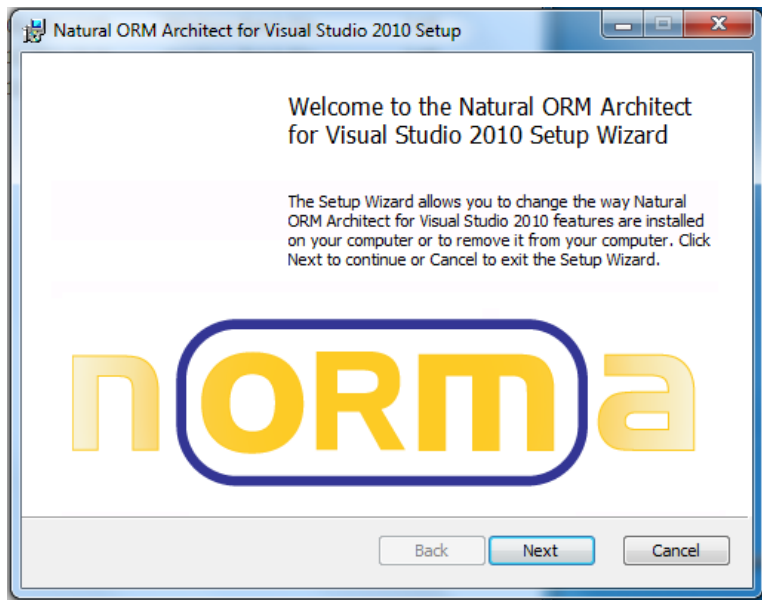 Natural ORM Architect for Visual Studio 2010 Setup
Welcome to the Natural ORM Architect
for Visual Studio 2010 Setup Wizard
The Setup Wizard allows you to change the way Natural
ORM Architect for Visual Studio 2010 features are installed
on your computer or to remove it from your computer. Click
Next to continue or Cancel to exit the Setup Wizard.
nORma
Back
Next
Cancel